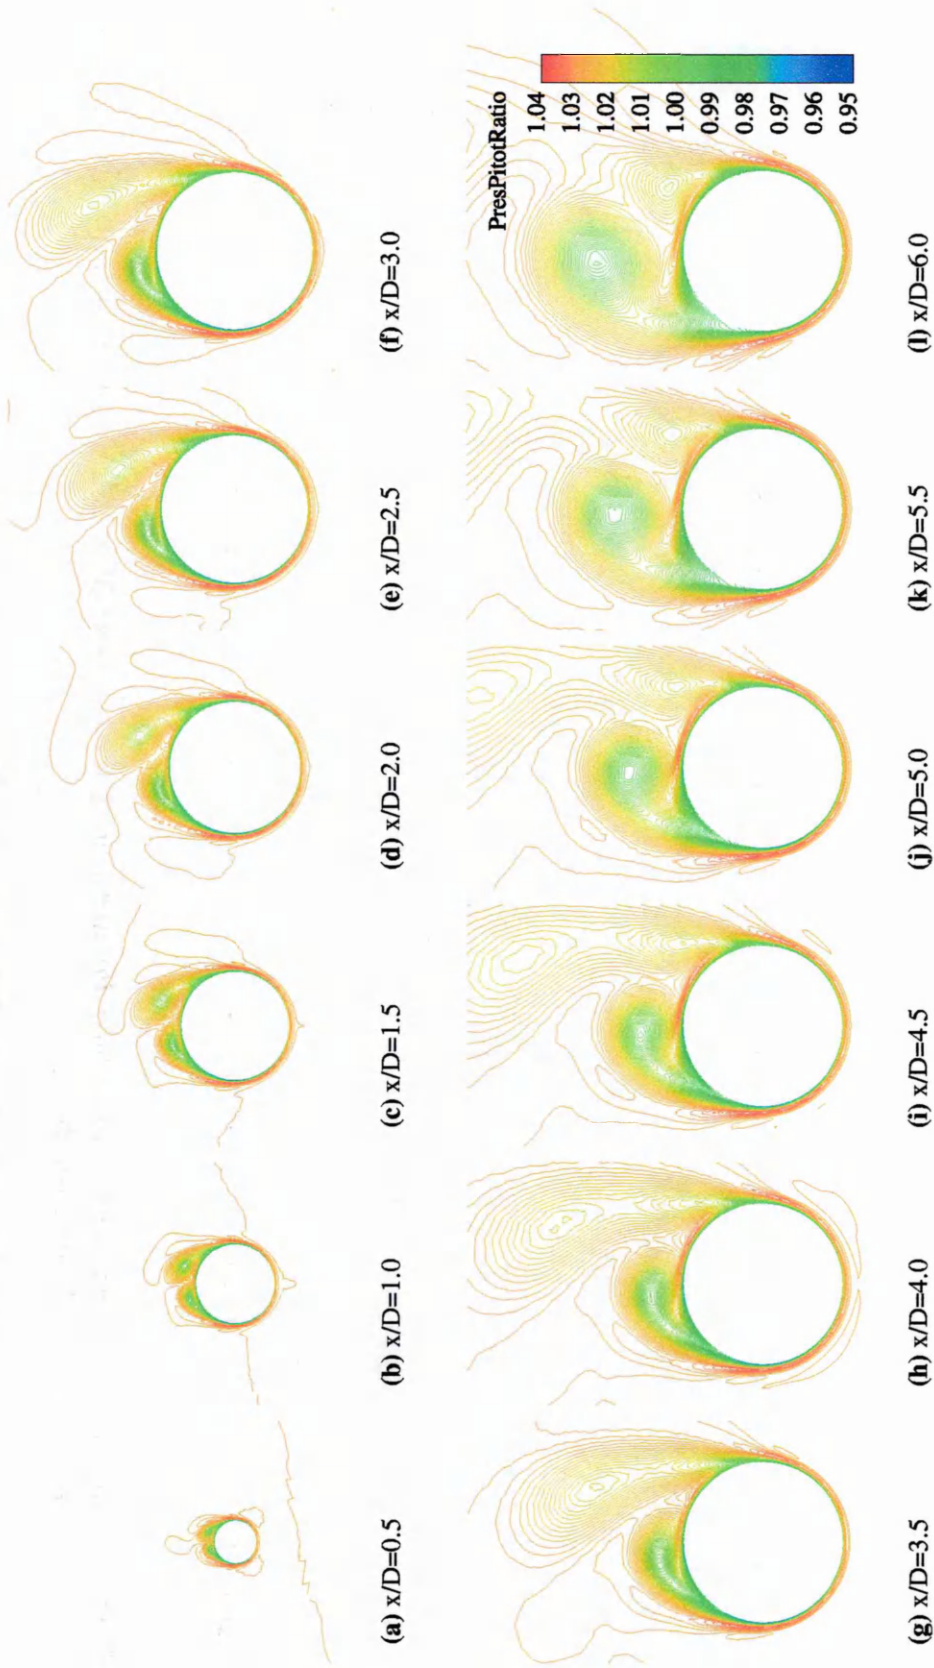 (a) x/D=0.5
(b) x/D=1.0
(c) x/D=1.5
(d) x/D=2.0
(e) x/D=2.5
(f) x/D=3.0
PresPitotRatio
1.04
1.03
1.02
1.01
1.00
0.99
0.98
0.97
0.96
0.95
(g) x/D=3.5
(h) x/D=4.0
(i) x/D=4.5
(j) x/D=5.0
(k) x/D=5.5
(l) x/D=6.0